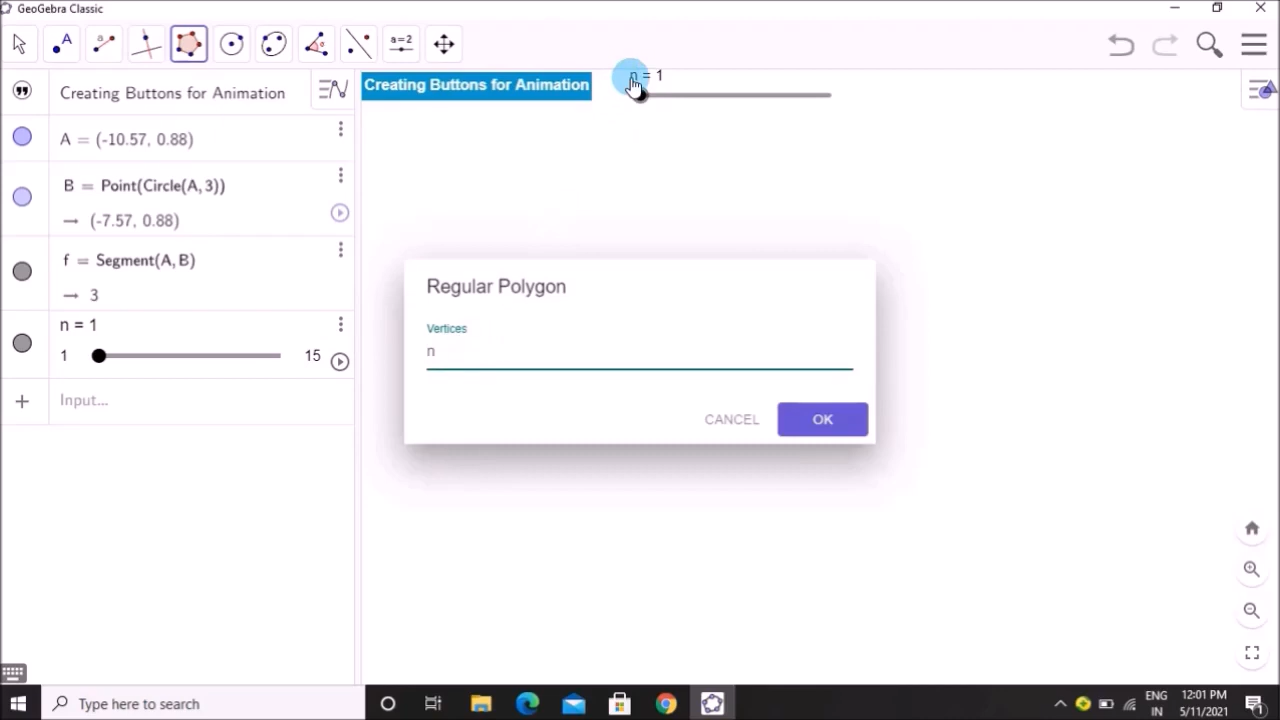 GeoGebra Classic
A
a=2
Creating Buttons for Animation
Creating Buttons for Animation
n = 1
A = (-10.57, 0.88)
B = Point(Circle(A, 3))
→ (-7.57, 0.88)
f = Segment(A, B)
→ 3
n = 1
1
15
+ Input...
Regular Polygon
Vertices
n
CANCEL
OK
Type here to search
ENG
IN
12:01 PM
5/11/2021
1